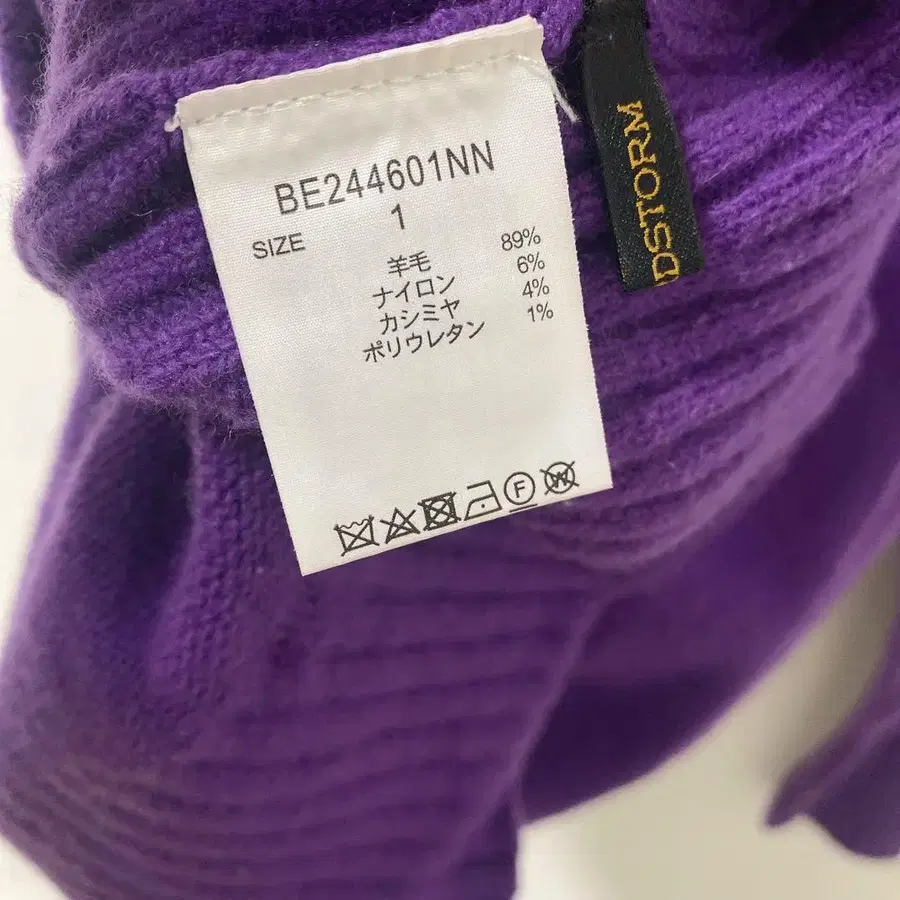 BE244601NN
SIZE 1
羊毛 89%
ナイロン 6%
カシミヤ 4%
ポリウレタン 1%
F
W
DSTORM